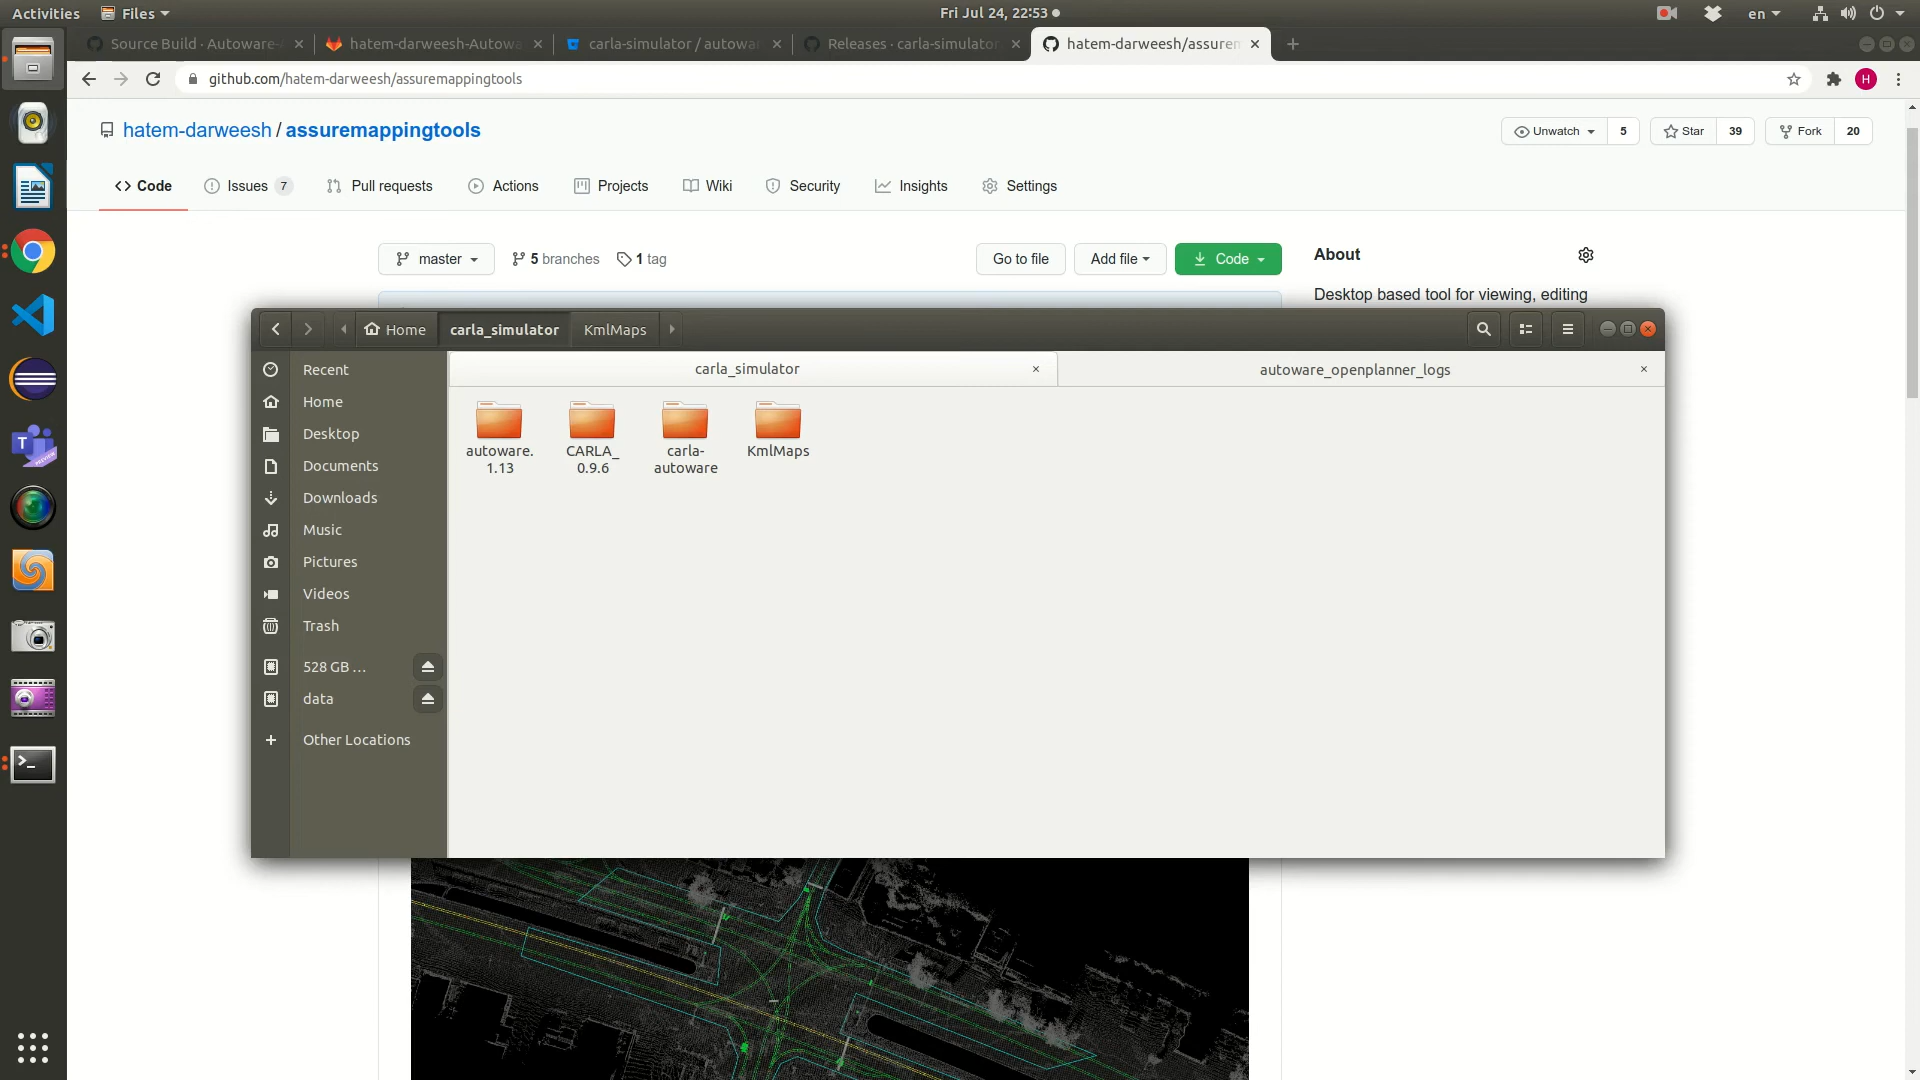 Activities
Files
Fri Jul 24, 22:53
en
Source Build · Autoware-
hatem-darweesh-Autowa
carla-simulator / autowar
Releases · carla-simulator
hatem-darweesh/assurem
github.com/hatem-darweesh/assuremappingtools
H
hatem-darweesh / assuremappingtools
Unwatch 5
Star 39
Fork 20
Code
Issues 7
Pull requests
Actions
Projects
Wiki
Security
Insights
Settings
master
5 branches
1 tag
Go to file
Add file
Code
About
Desktop based tool for viewing, editing
Home
carla_simulator
KmlMaps
carla_simulator
autoware_openplanner_logs
Recent
Home
Desktop
Documents
Downloads
Music
Pictures
Videos
Trash
528 GB ...
data
Other Locations
autoware.
1.13
CARLA_
0.9.6
carla-
autoware
KmlMaps